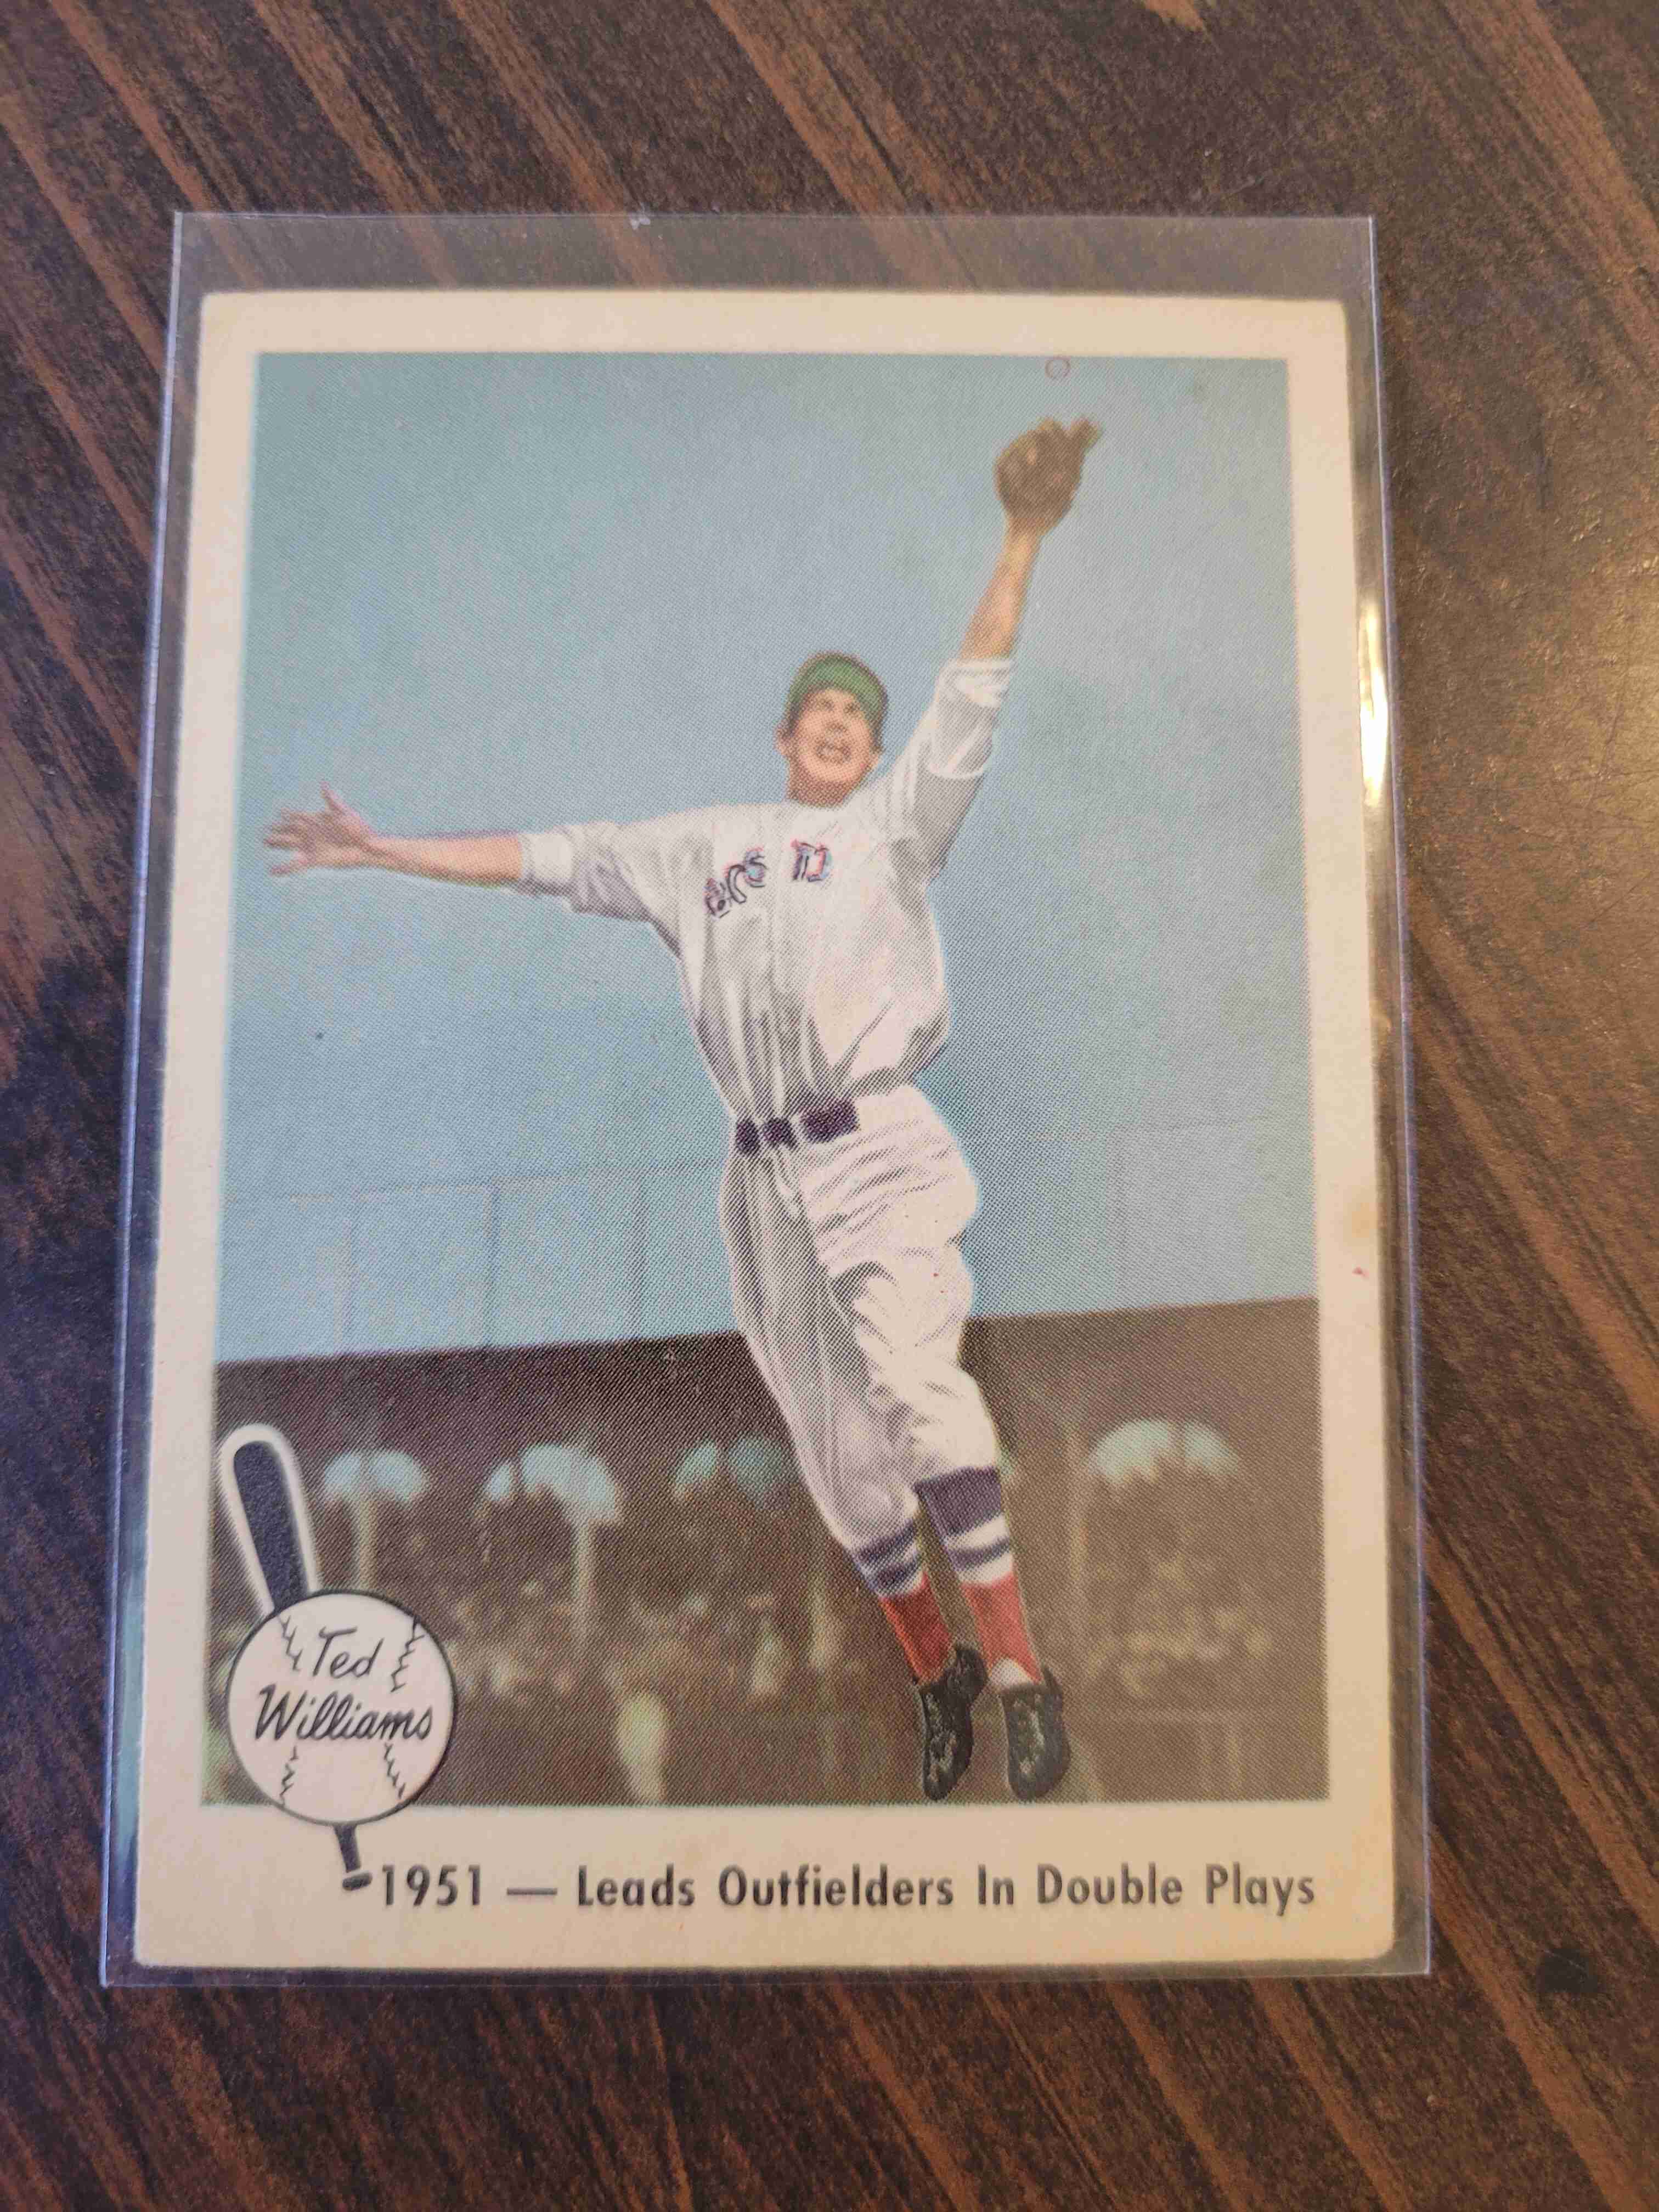 Ted
Williams
1951 — Leads Outfielders In Double Plays